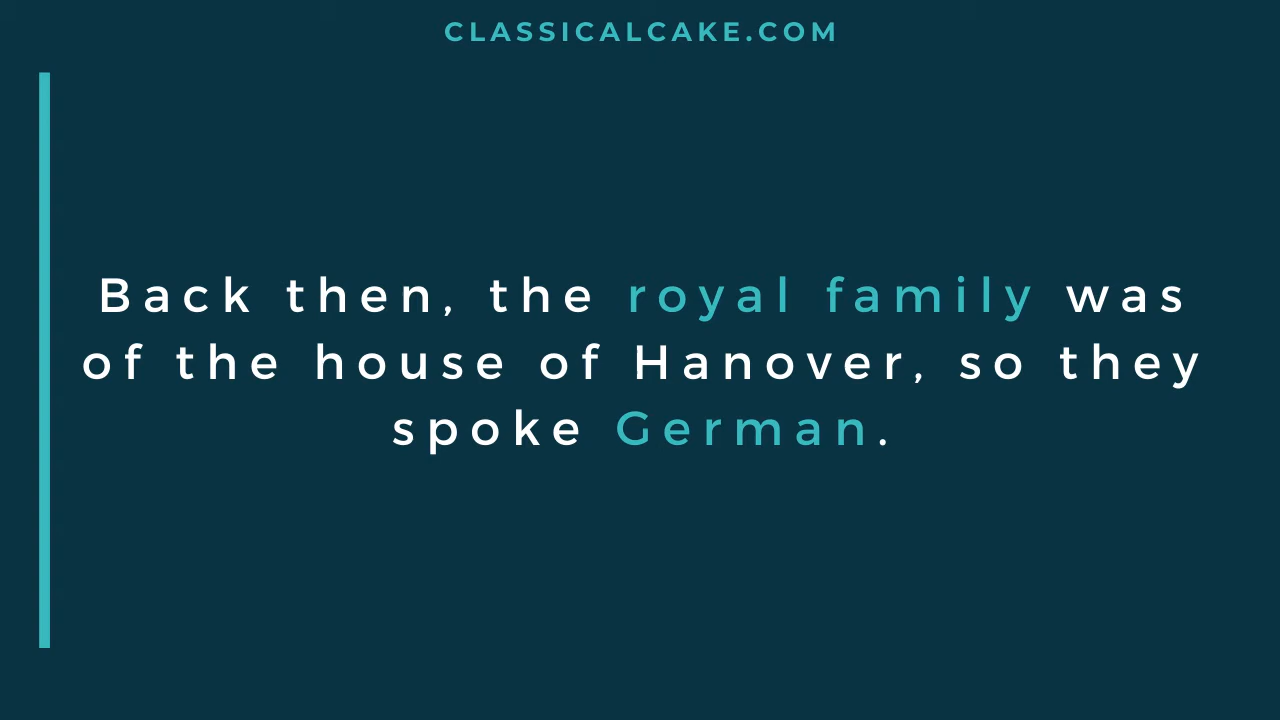 CLASSICALCAKE.COM
Back then, the royal family was
of the house of Hanover, so they
spoke German.